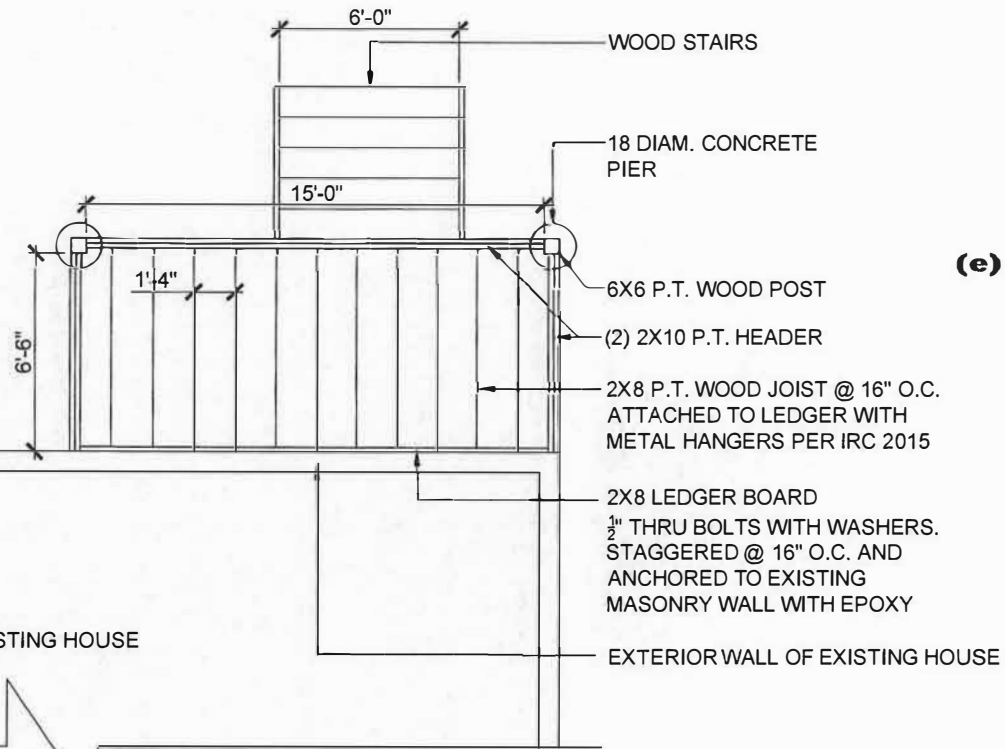 6'-0"
WOOD STAIRS
18 DIAM. CONCRETE
PIER
15'-0"
(e)
1'-4"
6'-6"
6X6 P.T. WOOD POST
(2) 2X10 P.T. HEADER
2X8 P.T. WOOD JOIST @ 16" O.C.
ATTACHED TO LEDGER WITH
METAL HANGERS PER IRC 2015
2X8 LEDGER BOARD
½" THRU BOLTS WITH WASHERS.
STAGGERED @ 16" O.C. AND
ANCHORED TO EXISTING
MASONRY WALL WITH EPOXY
STING HOUSE
EXTERIOR WALL OF EXISTING HOUSE